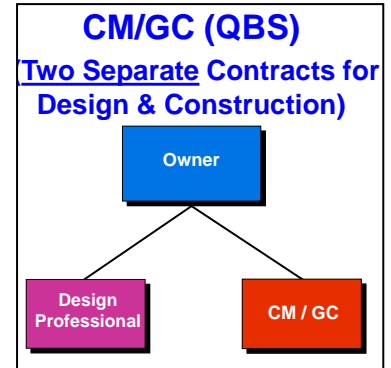 CM/GC (QBS)
(Two Separate Contracts for
Design & Construction)
Owner
Design
Professional
CM / GC